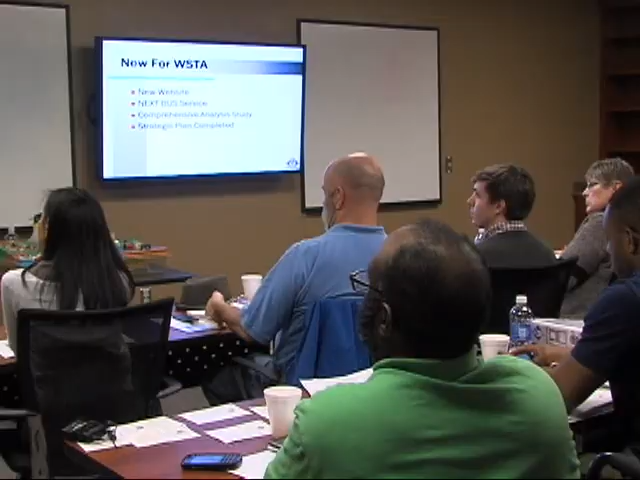 New For WSTA
New Website
NEXT BUS Service
Comprehensive Analysis Study
Strategic Plan Completed